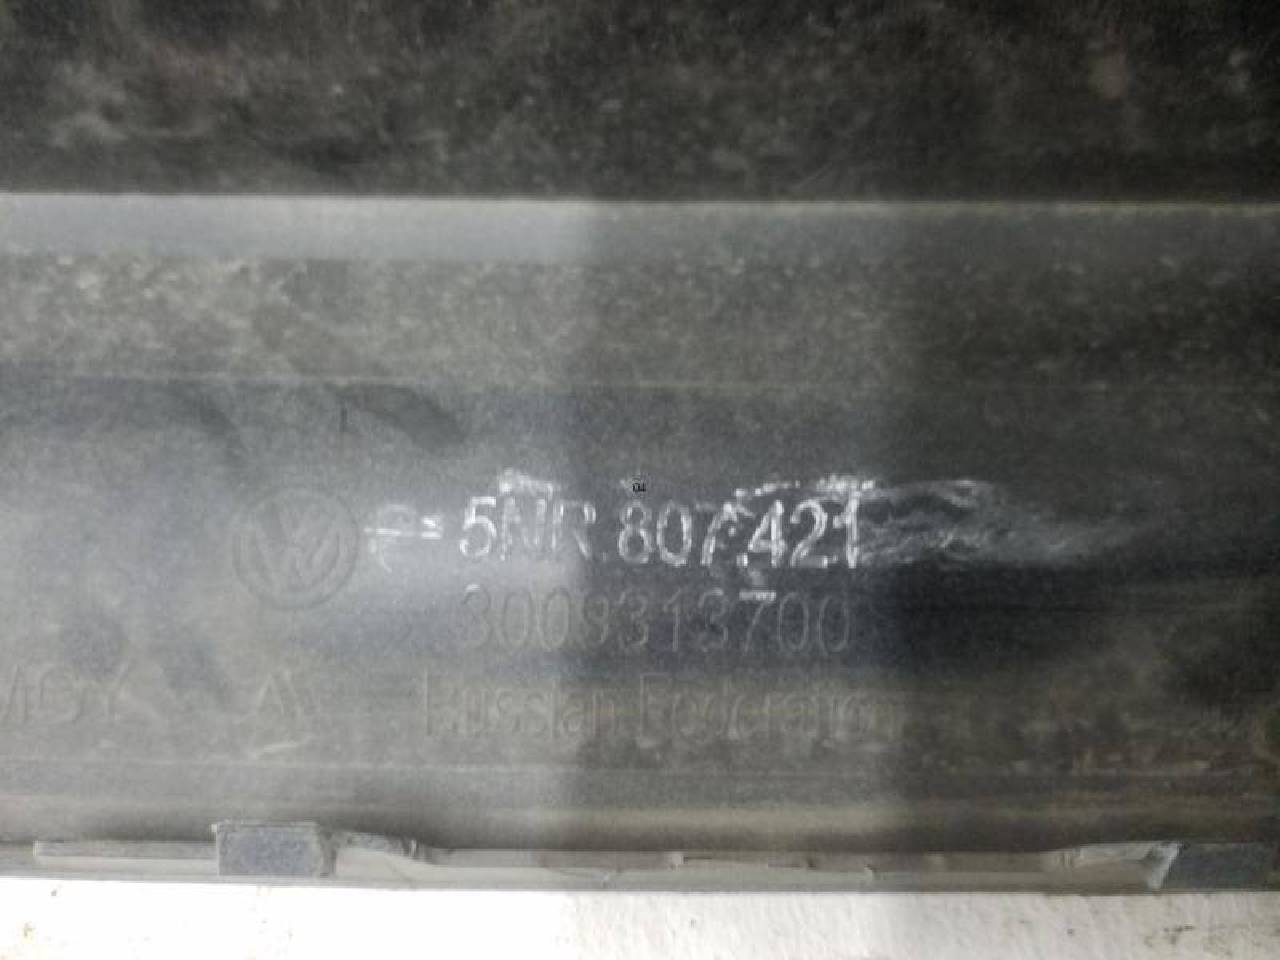 5NR.807.421
3009313700
Russian Federation